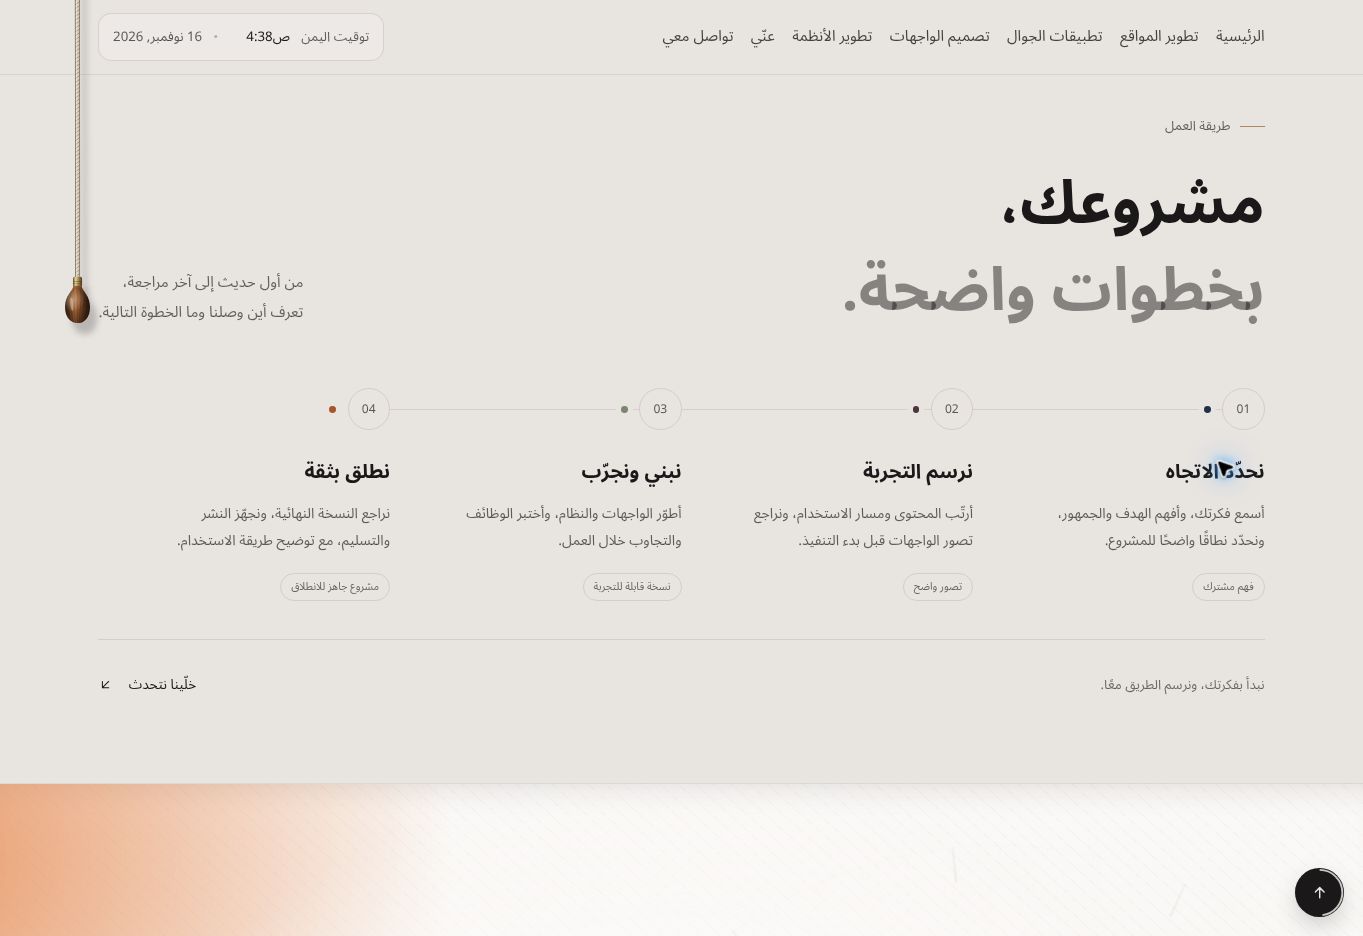 الرئيسية
تطوير المواقع
تطبيقات الجوال
تصميم الواجهات
تطوير الأنظمة
عنّي
تواصل معي
توقيت اليمن 4:38ص • 16 نوفمبر, 2026
طريقة العمل
مشروعك،
بخطوات واضحة.
من أول حديث إلى آخر مراجعة،
تعرف أين وصلنا وما الخطوة التالية.
01
نحدّد الاتجاه
أسمع فكرتك، وأفهم الهدف والجمهور،
ونحدّد نطاقًا واضحًا للمشروع.
فهم مشترك
02
نرسم التجربة
أرتّب المحتوى ومسار الاستخدام، ونراجع
تصور الواجهات قبل بدء التنفيذ.
تصور واضح
03
نبني ونجرّب
أطوّر الواجهات والنظام، وأختبر الوظائف
والتجاوب خلال العمل.
نسخة قابلة للتجربة
04
نطلق بثقة
نراجع النسخة النهائية، ونجهّز النشر
والتسليم، مع توضيح طريقة الاستخدام.
مشروع جاهز للانطلاق
نبدأ بفكرتك، ونرسم الطريق معًا.
خلّينا نتحدث